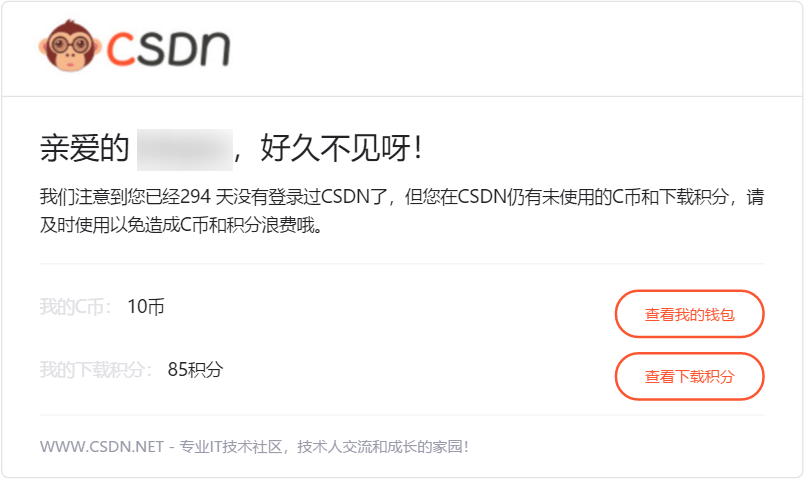 CSDN
亲爱的 ，好久不见呀！
我们注意到您已经294 天没有登录过CSDN了，但您在CSDN仍有未使用的C币和下载积分，请
及时使用以免造成C币和积分浪费哦。
我的C币： 10币
查看我的钱包
我的下载积分： 85积分
查看下载积分
WWW.CSDN.NET - 专业IT技术社区，技术人交流和成长的家园！